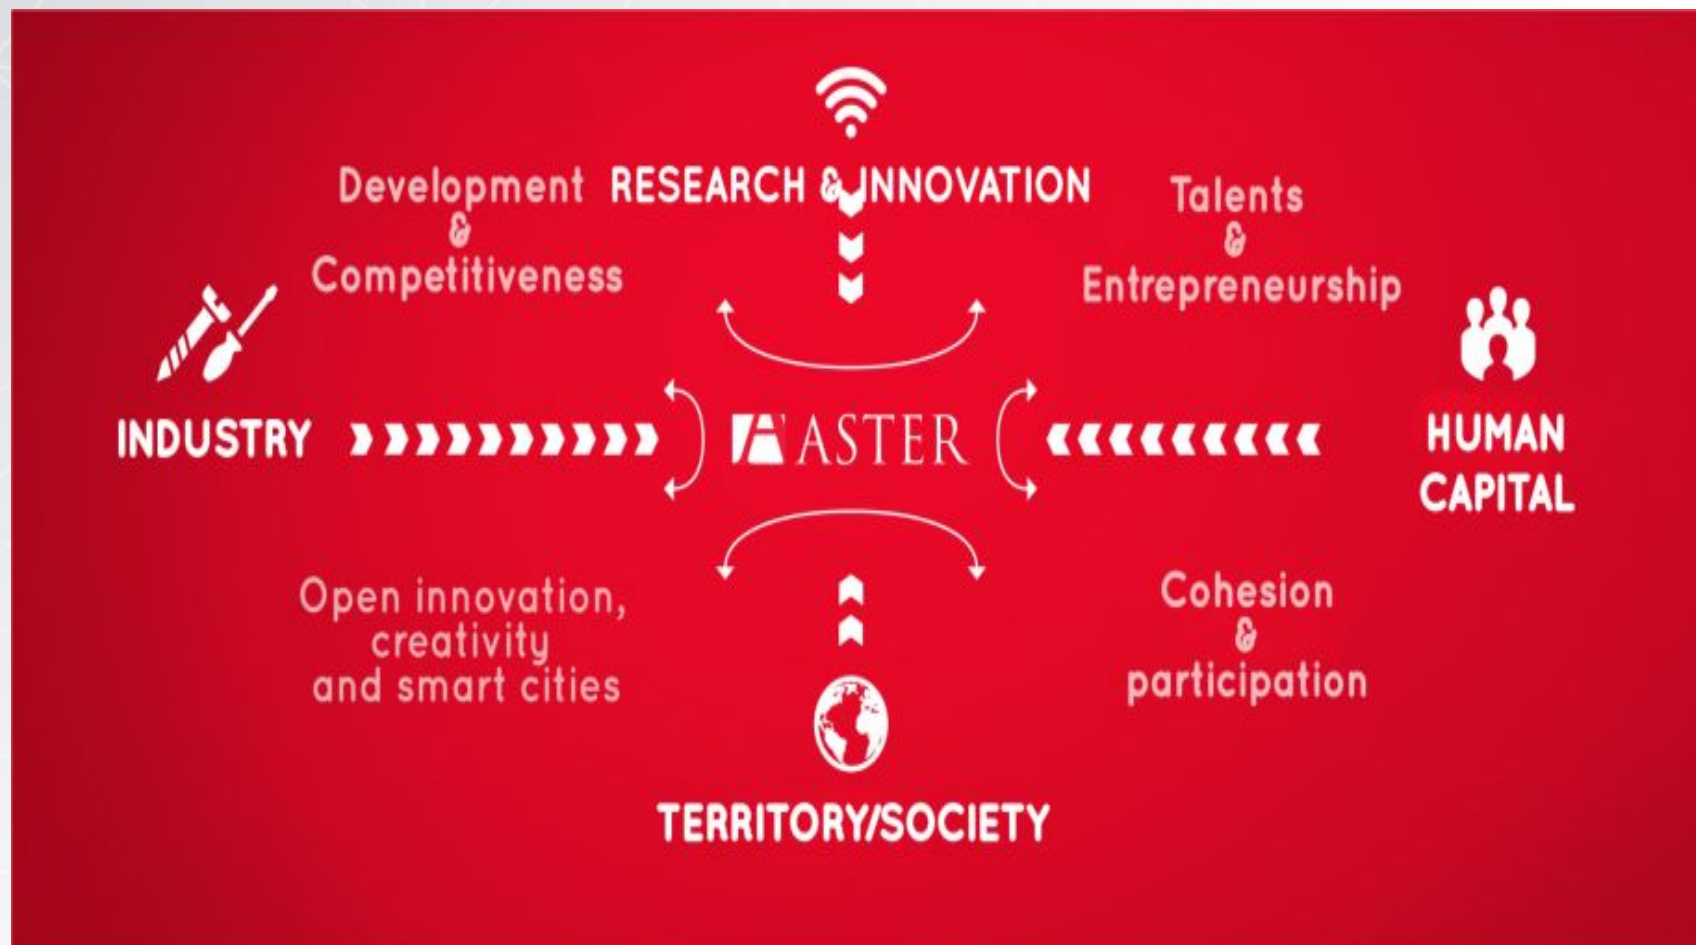 RESEARCH & INNOVATION
Development
&
Competitiveness
Talents
&
Entrepreneurship
INDUSTRY
ASTER
HUMAN
CAPITAL
Open innovation,
creativity
and smart cities
Cohesion
&
participation
TERRITORY/SOCIETY